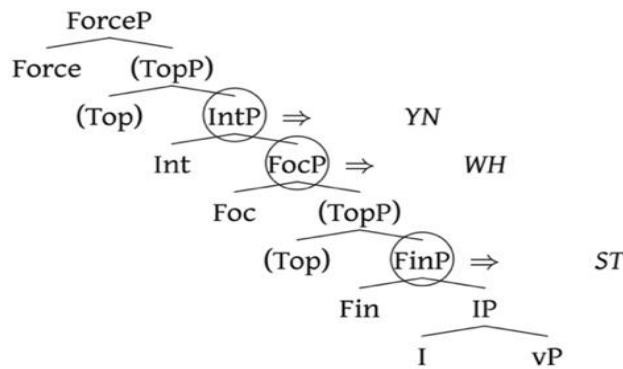 ForceP
Force (TopP)
(Top) IntP ⇒ YN
Int FocP ⇒ WH
Foc (TopP)
(Top) FinP ⇒ ST
Fin IP
I vP